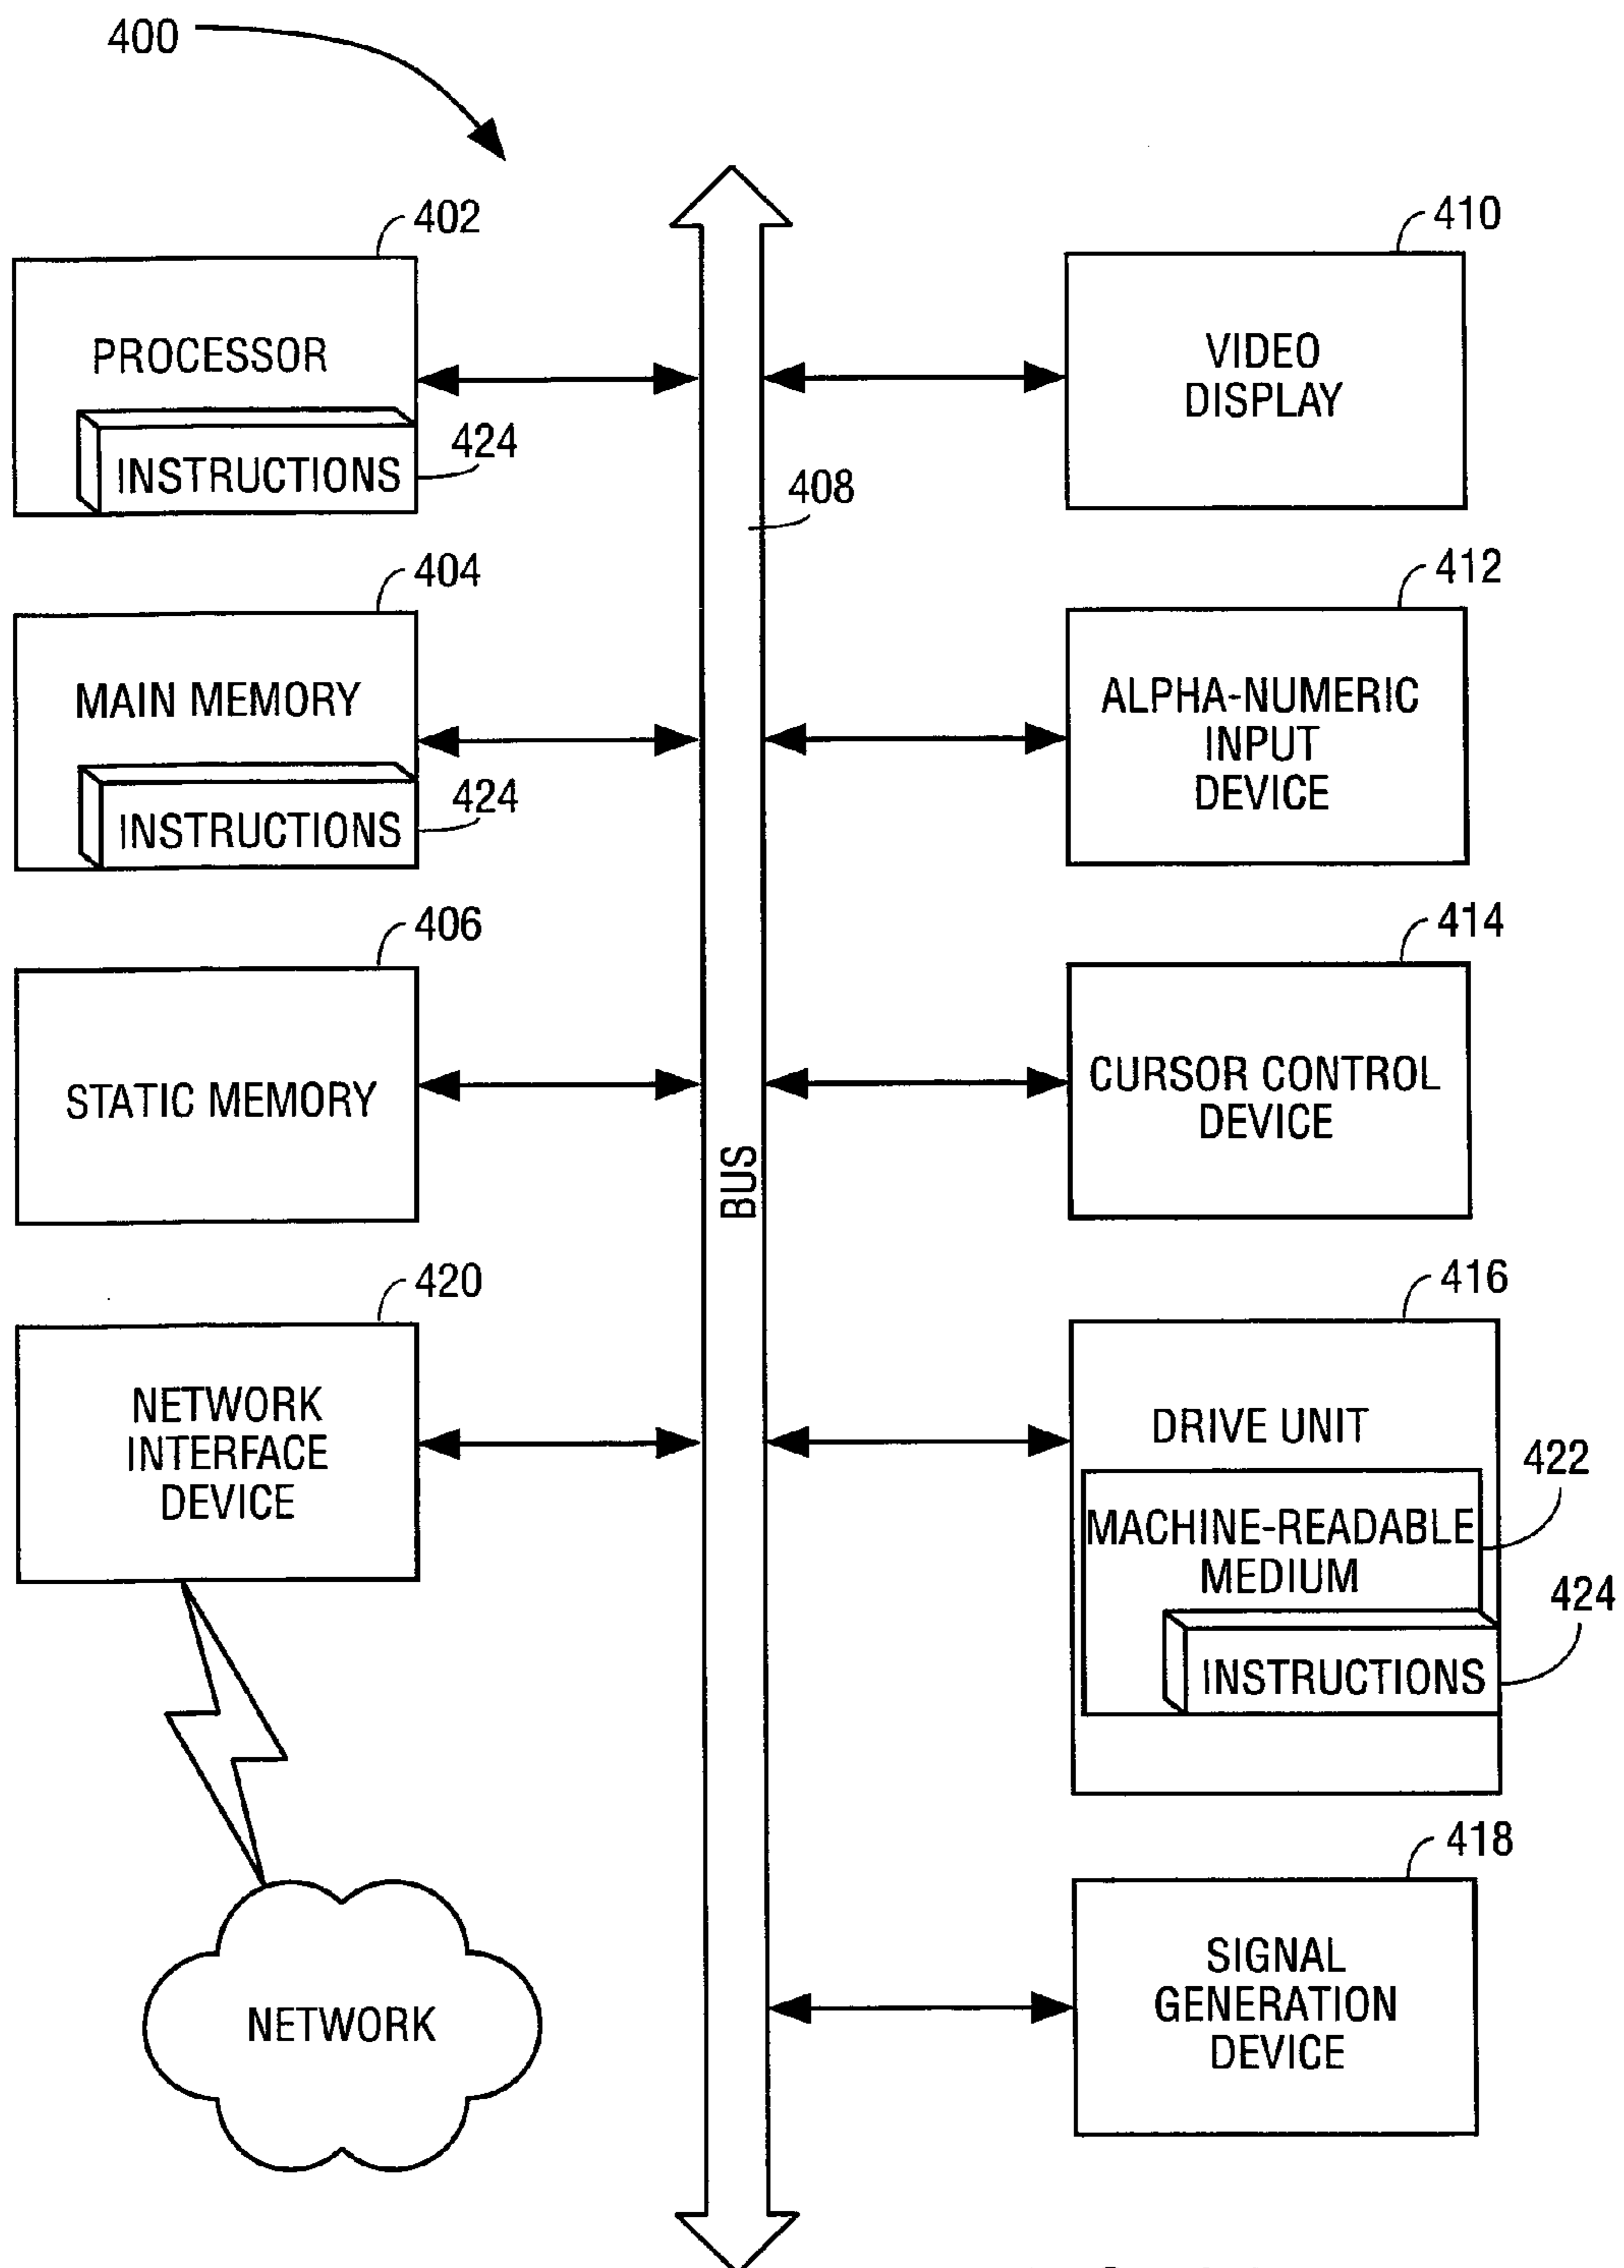 400
402
PROCESSOR
INSTRUCTIONS
424
404
MAIN MEMORY
INSTRUCTIONS
424
406
STATIC MEMORY
420
NETWORK
INTERFACE
DEVICE
NETWORK
408
BUS
410
VIDEO
DISPLAY
412
ALPHA-NUMERIC
INPUT
DEVICE
414
CURSOR CONTROL
DEVICE
416
DRIVE UNIT
422
MACHINE-READABLE
MEDIUM
424
INSTRUCTIONS
418
SIGNAL
GENERATION
DEVICE